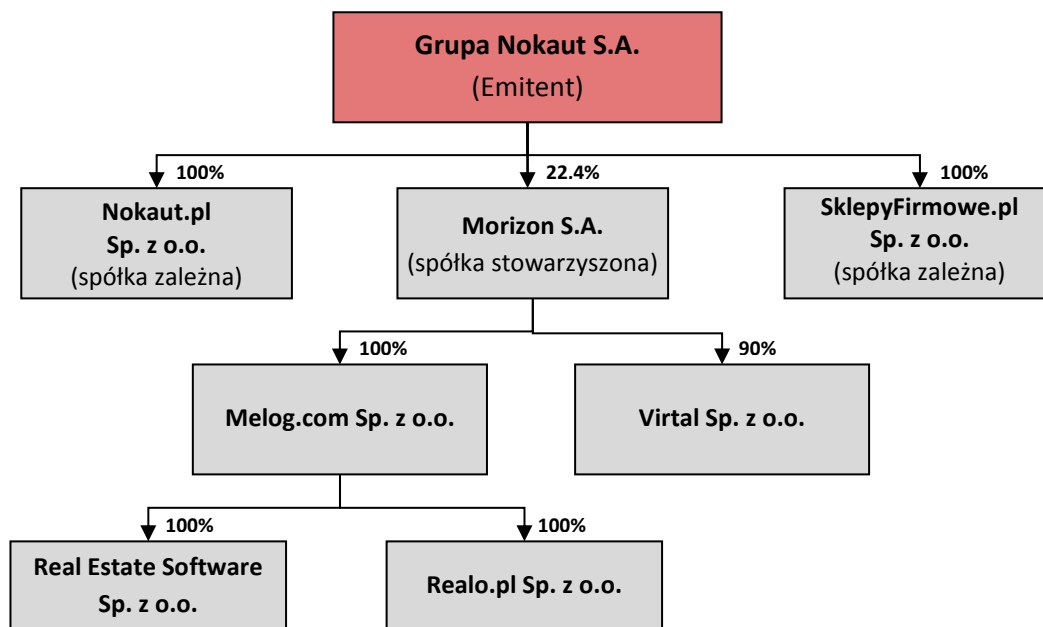 Grupa Nokaut S.A.
(Emitent)
100%
22.4%
100%
Nokaut.pl
Sp. z o.o.
(spółka zależna)
Morizon S.A.
(spółka stowarzyszona)
SklepyFirmowe.pl
Sp. z o.o.
(spółka zależna)
100%
90%
Melog.com Sp. z o.o.
Virtal Sp. z o.o.
100%
100%
Real Estate Software
Sp. z o.o.
Realo.pl Sp. z o.o.